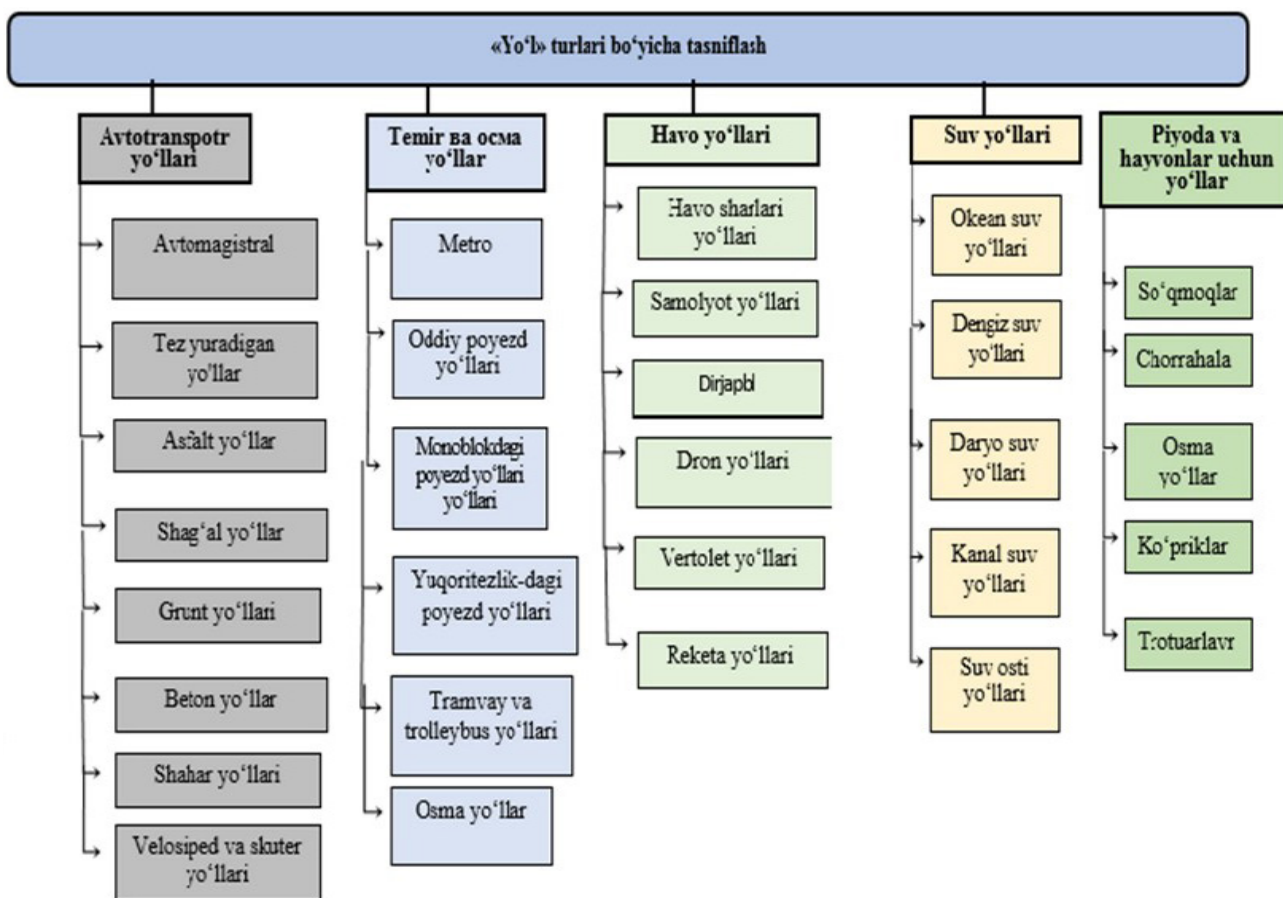 «Yo‘l» turlari bo‘yicha tasniflash
Avtotranspotr
yo‘llari
Avtomagistral
Tez yuradigan
yo'llar
Asfalt yo‘llar
Shag‘al yo‘llar
Grunt yo‘llari
Beton yo‘llar
Shahar yo‘llari
Velosiped va skuter
yo‘llari
Temir ва осма
yo‘llar
Metro
Oddiy poyezd
yo‘llari
Monoblokdagi
poyezd yo‘llari
yo‘llari
Yuqoritezlik-dagi
poyezd yo‘llari
Tramvay va
trolleybus yo‘llari
Osma yo‘llar
Havo yo‘llari
Havo sharlari
yo‘llari
Samolyot yo‘llari
Dirjapbl
Dron yo‘llari
Vertolet yo‘llari
Reketa yo‘llari
Suv yo‘llari
Okean suv
yo‘llari
Dengiz suv
yo‘llari
Daryo suv
yo‘llari
Kanal suv
yo‘llari
Suv osti
yo‘llari
Piyoda va
hayvonlar uchun
yo‘llar
So‘qmoqlar
Chorrahala
Osma
yo‘llar
Ko‘priklar
Trotuarlavr